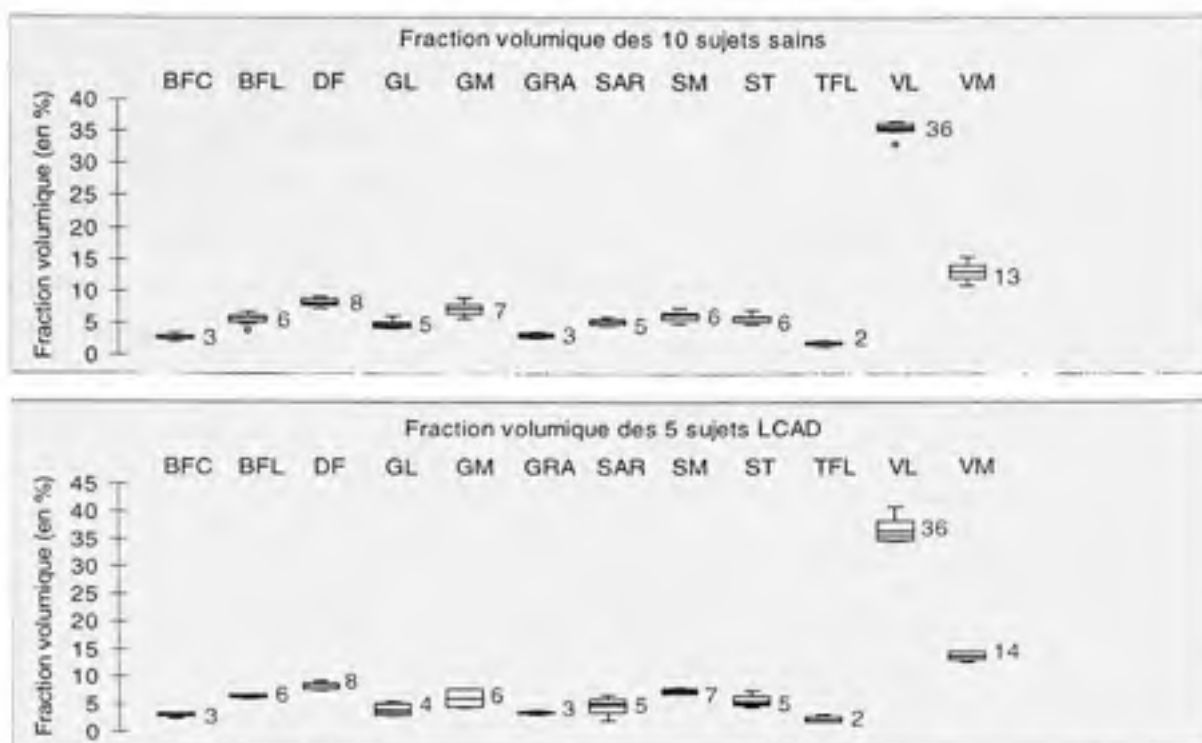 Fraction volumique des 10 sujets sains
BFC BFL DF GL GM GRA SAR SM ST TFL VL VM
Fraction volumique (en %)
40
35
30
25
20
15
10
5
0
3 6 8 5 7 3 5 6 6 2 36 13
Fraction volumique des 5 sujets LCAD
BFC BFL DF GL GM GRA SAR SM ST TFL VL VM
Fraction volumique (en %)
45
40
35
30
25
20
15
10
5
0
3 6 8 4 6 3 5 7 5 2 36 14